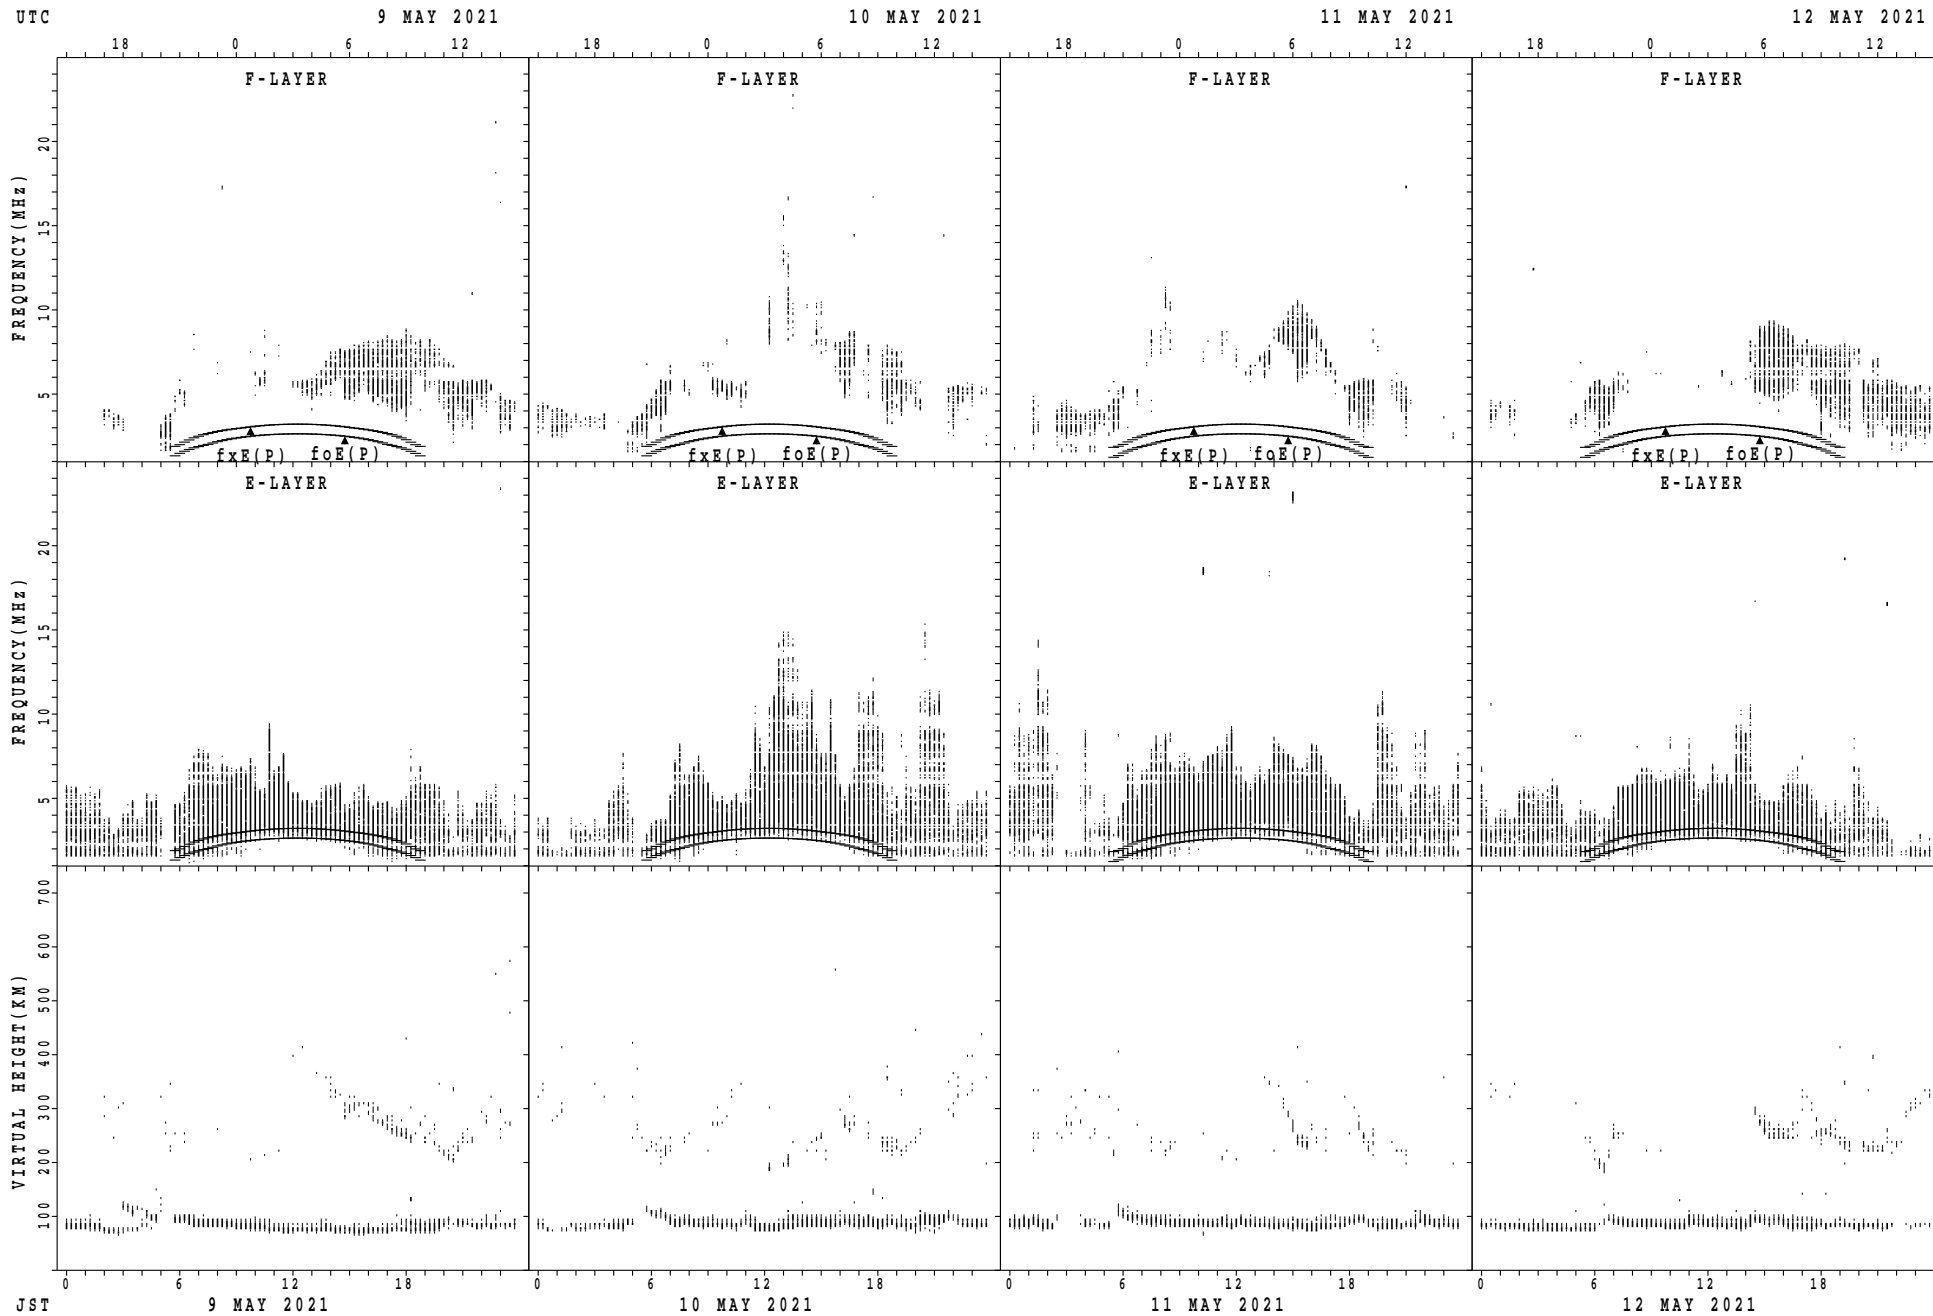 UTC 9 MAY 2021 10 MAY 2021 11 MAY 2021 12 MAY 2021
18 0 6 12 18 0 6 12 18 0 6 12 18 0 6 12
F-LAYER F-LAYER F-LAYER F-LAYER
FREQUENCY(MHz)
20
15
10
5
fxE(P) foE(P) fxE(P) foE(P) fxE(P) foE(P) fxE(P) foE(P)
E-LAYER E-LAYER E-LAYER E-LAYER
FREQUENCY(MHz)
20
15
10
5
VIRTUAL HEIGHT(KM)
700
600
500
400
300
200
100
0 6 12 18 0 6 12 18 0 6 12 18 0 6 12 18
JST 9 MAY 2021 10 MAY 2021 11 MAY 2021 12 MAY 2021